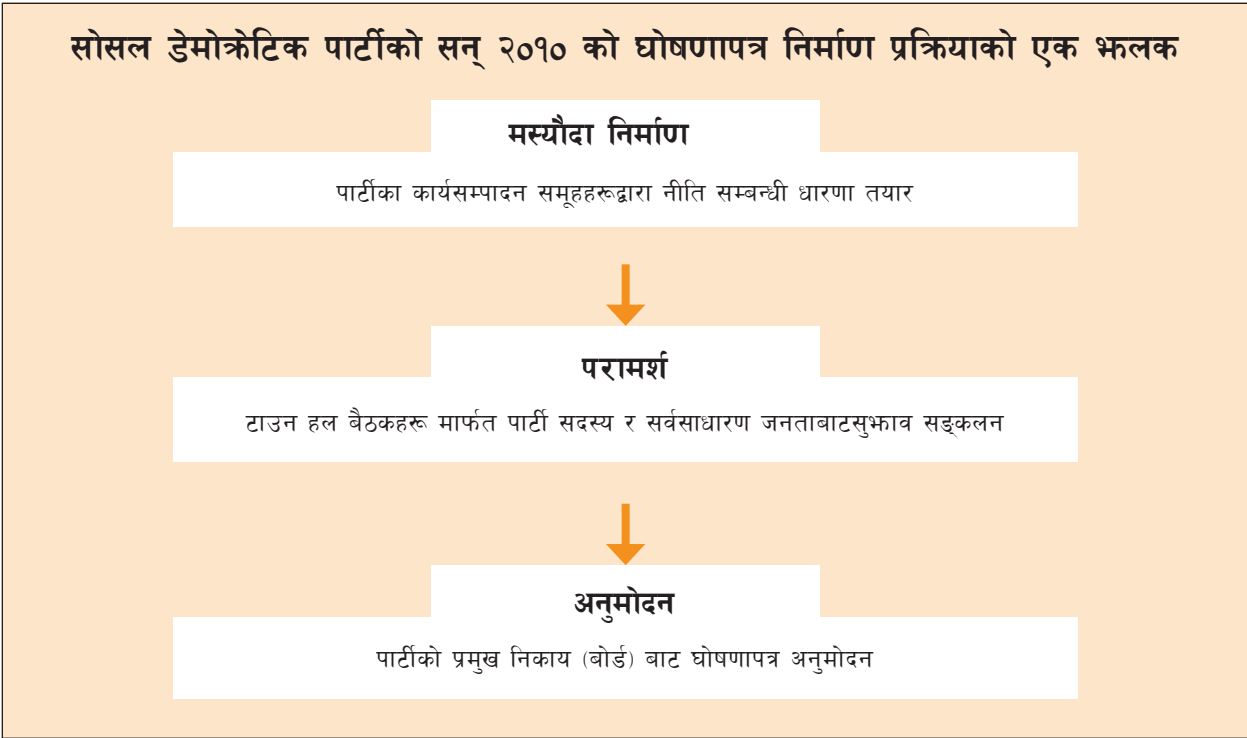 सोसल डेमोक्रेटिक पार्टीको सन् २०१० को घोषणापत्र निर्माण प्रक्रियाको एक झलक
मस्यौदा निर्माण
पार्टीका कार्यसम्पादन समूहहरूद्वारा नीति सम्बन्धी धारणा तयार
परामर्श
टाउन हल बैठकहरू मार्फत पार्टी सदस्य र सर्वसाधारण जनताबाटसुझाव सङ्कलन
अनुमोदन
पार्टीको प्रमुख निकाय (बोर्ड) बाट घोषणापत्र अनुमोदन